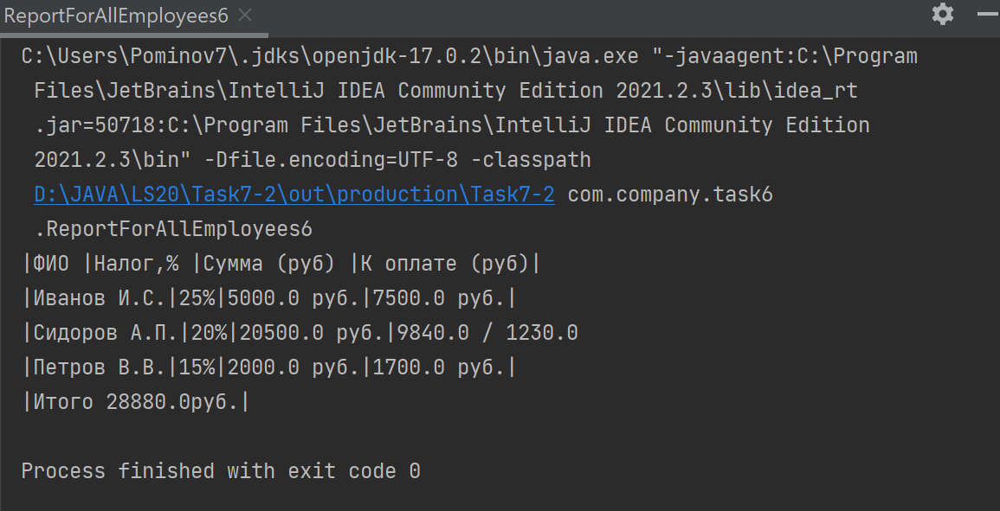 ReportForAllEmployees6
C:\Users\Pominov7\.jdks\openjdk-17.0.2\bin\java.exe "-javaagent:C:\Program
Files\JetBrains\IntelliJ IDEA Community Edition 2021.2.3\lib\idea_rt
.jar=50718:C:\Program Files\JetBrains\IntelliJ IDEA Community Edition
2021.2.3\bin" -Dfile.encoding=UTF-8 -classpath
D:\JAVA\LS20\Task7-2\out\production\Task7-2 com.company.task6
.ReportForAllEmployees6
|ФИО |Налог,% |Сумма (руб) |К оплате (руб)|
|Иванов И.С.|25%|5000.0 руб.|7500.0 руб.|
|Сидоров А.П.|20%|20500.0 руб.|9840.0 / 1230.0
|Петров В.В.|15%|2000.0 руб.|1700.0 руб.|
|Итого 28880.0руб.|
Process finished with exit code 0